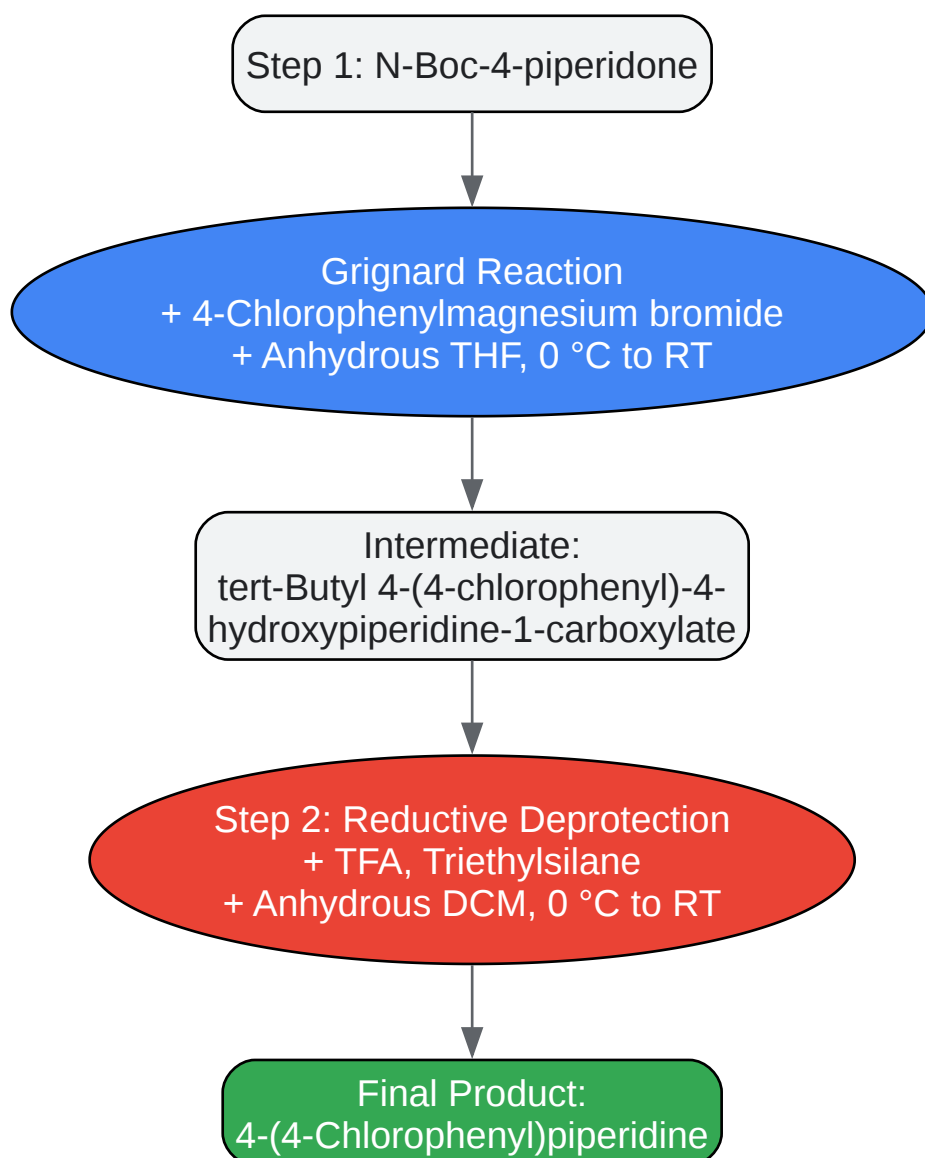 Step 1: N-Boc-4-piperidone
Grignard Reaction
+ 4-Chlorophenylmagnesium bromide
+ Anhydrous THF, 0 °C to RT
Intermediate:
tert-Butyl 4-(4-chlorophenyl)-4-
hydroxypiperidine-1-carboxylate
Step 2: Reductive Deprotection
+ TFA, Triethylsilane
+ Anhydrous DCM, 0 °C to RT
Final Product:
4-(4-Chlorophenyl)piperidine